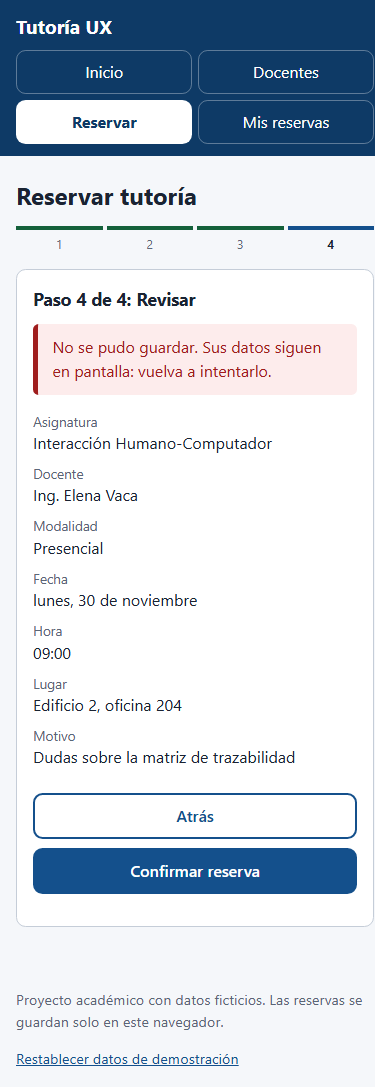 Tutoría UX
Inicio
Docentes
Reservar
Mis reservas
Reservar tutoría
1
2
3
4
Paso 4 de 4: Revisar
No se pudo guardar. Sus datos siguen
en pantalla: vuelva a intentarlo.
Asignatura
Interacción Humano-Computador
Docente
Ing. Elena Vaca
Modalidad
Presencial
Fecha
lunes, 30 de noviembre
Hora
09:00
Lugar
Edificio 2, oficina 204
Motivo
Dudas sobre la matriz de trazabilidad
Atrás
Confirmar reserva
Proyecto académico con datos ficticios. Las reservas se
guardan solo en este navegador.
Restablecer datos de demostración